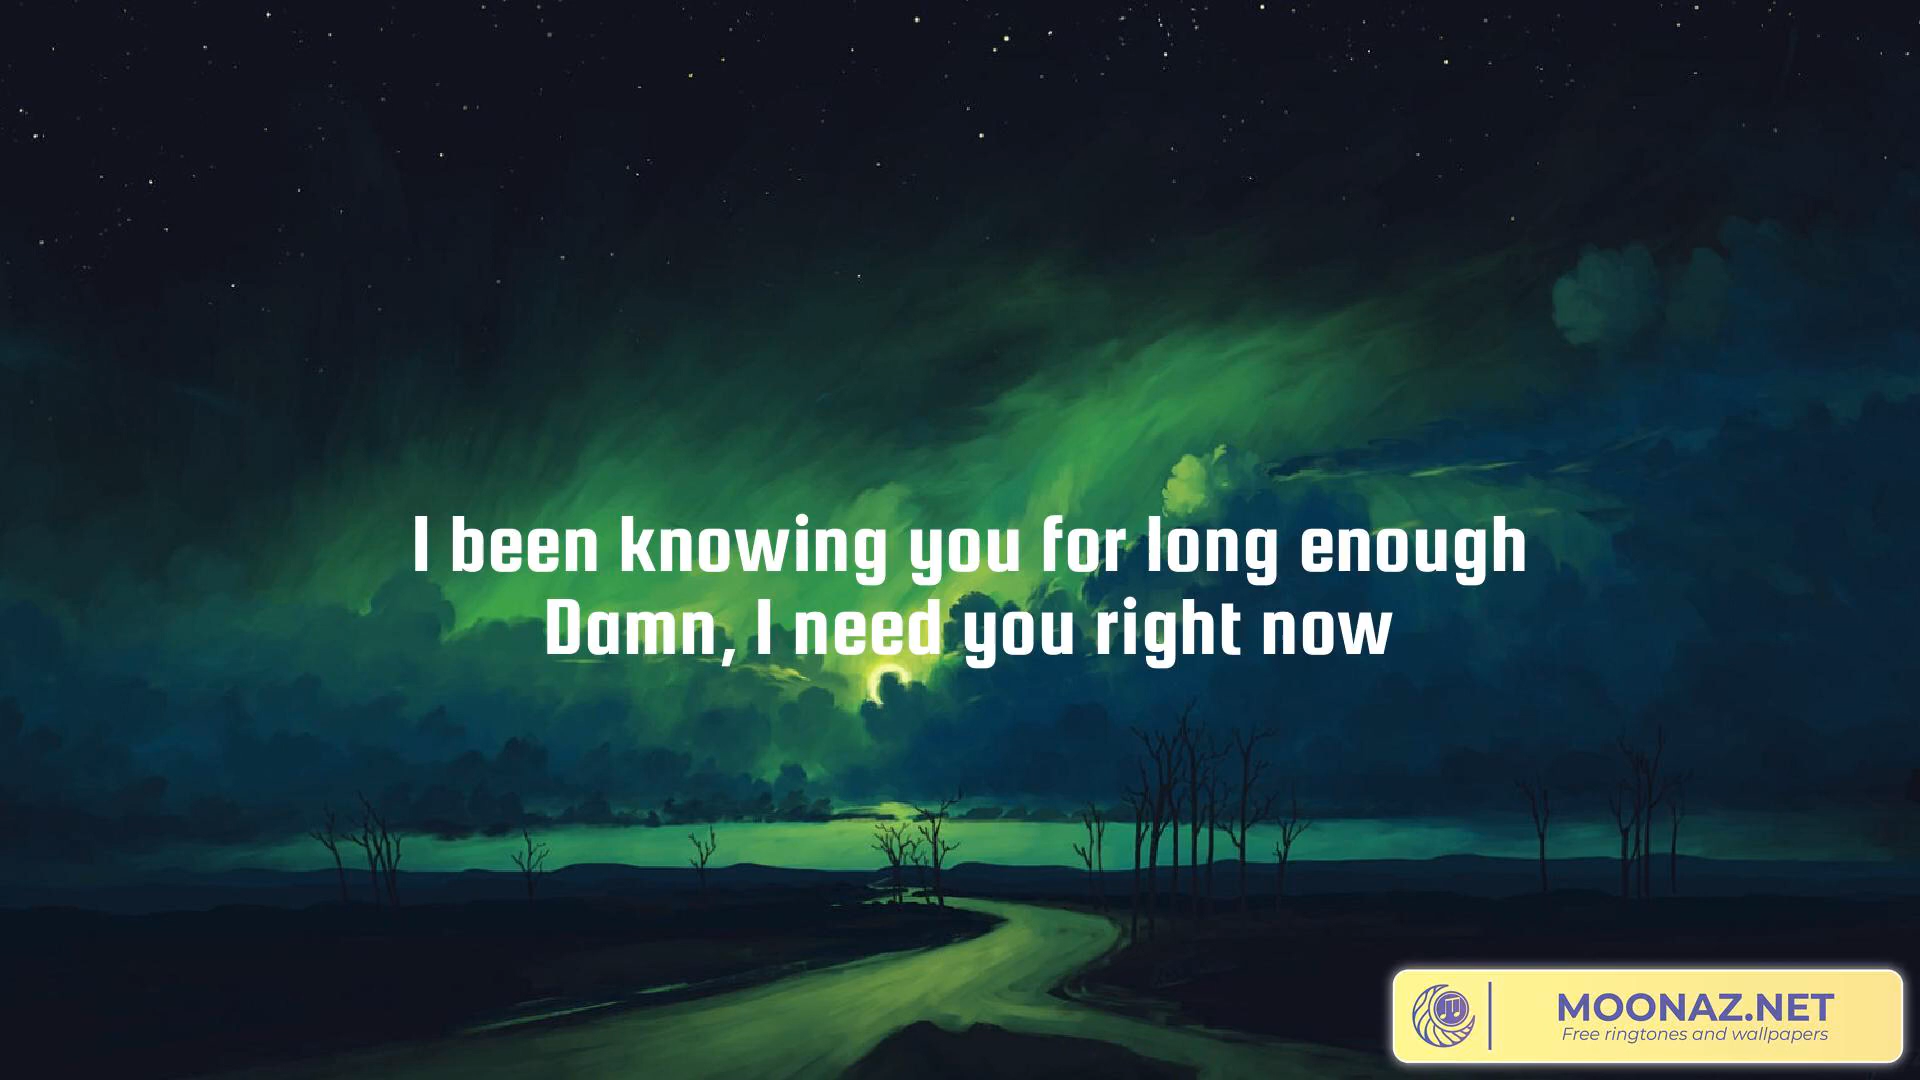 I been knowing you for long enough
Damn, I need you right now
MOONAZ.NET
Free ringtones and wallpapers